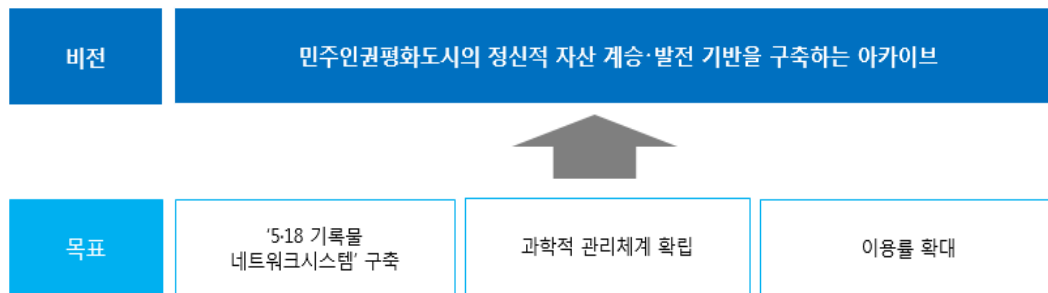 비전
민주인권평화도시의 정신적 자산 계승·발전 기반을 구축하는 아카이브
목표
‘5·18 기록물
네트워크시스템’ 구축
과학적 관리체계 확립
이용률 확대